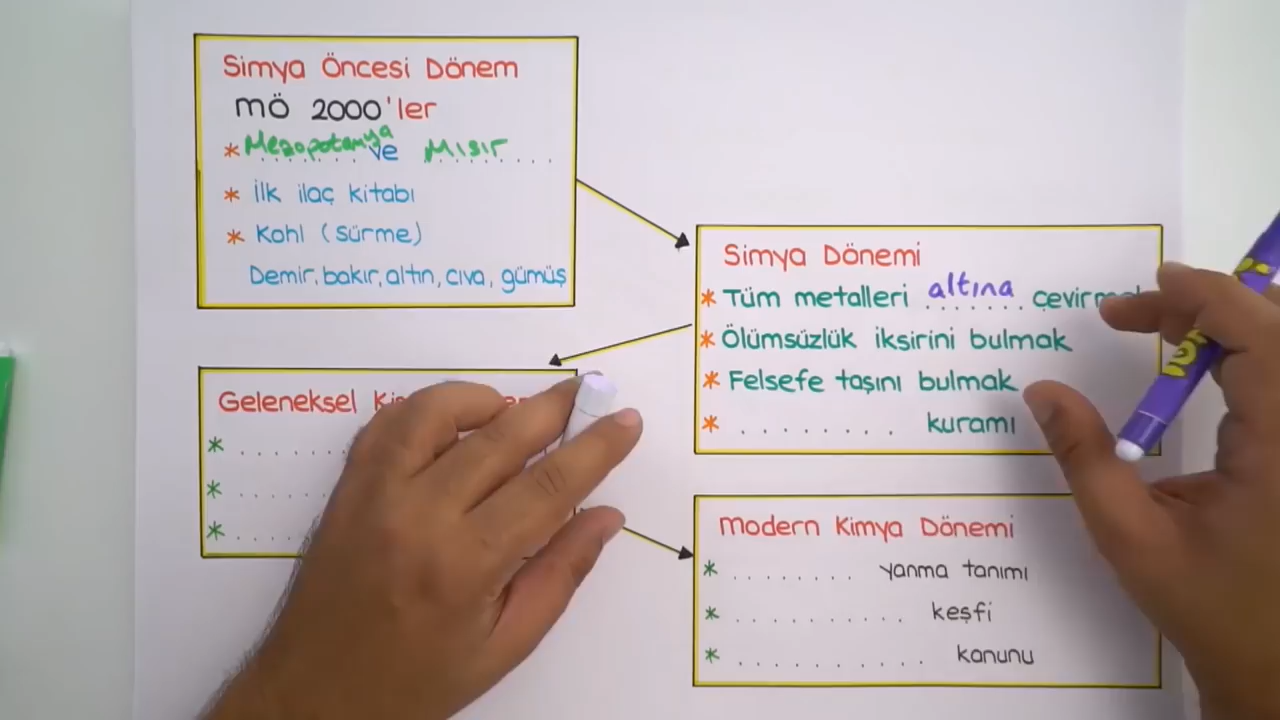 Simya Öncesi Dönem
MÖ 2000'ler
* Mezopotamya ve Mısır
* İlk ilaç kitabı
* Kohl (sürme)
Demir, bakır, altın, cıva, gümüş
Simya Dönemi
* Tüm metalleri altına
* Ölümsüzlük iksirini bulmak
* Felsefe taşını bulmak
* ........ kuramı
Geleneksel
* ......
* ......
* ......
Modern Kimya Dönemi
* ........ yanma tanımı
* .......... keşfi
* ............ kanunu